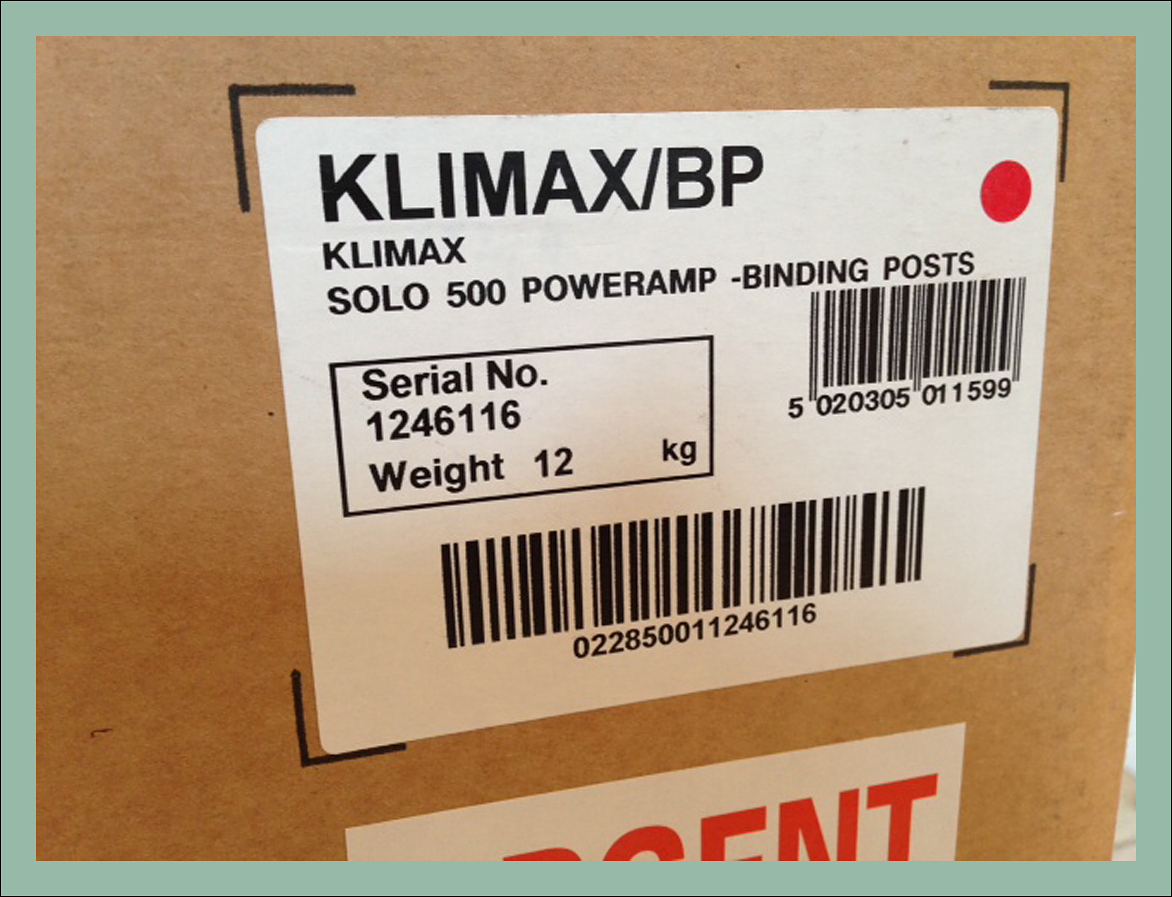 KLIMAX/BP
KLIMAX
SOLO 500 POWERAMP -BINDING POSTS
5 020305 011599
Serial No.
1246116
Weight 12 kg
022850011246116